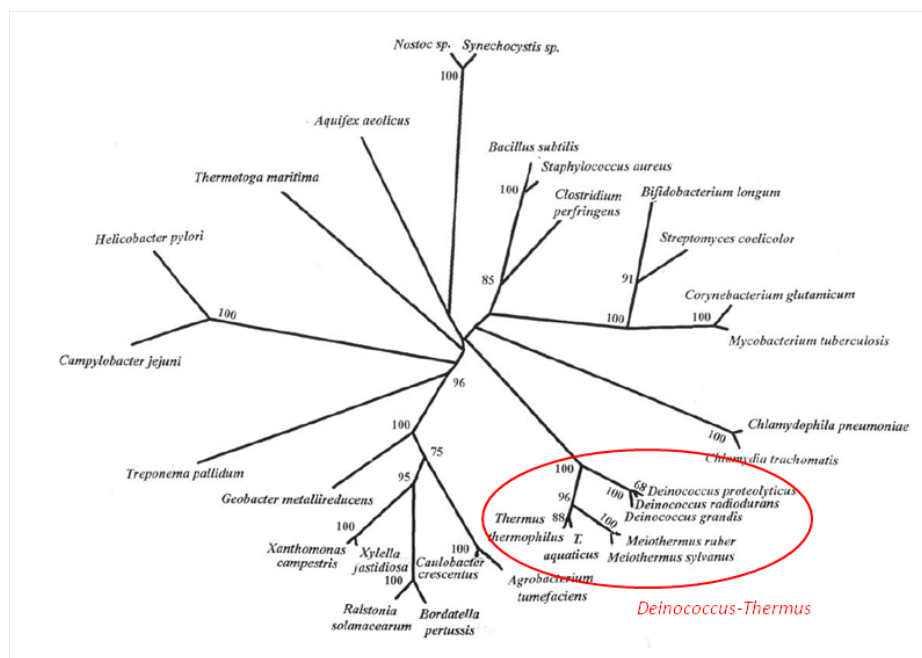 Nostoc sp. Synechocystis sp.
100
Aquifex aeolicus
Bacillus subtilis
Staphylococcus aureus
Thermotoga maritima
100
Clostridium
perfringens
Bifidobacterium longum
Helicobacter pylori
Streptomyces coelicolor
85
91
Corynebacterium glutamicum
100
100
100
Mycobacterium tuberculosis
Campylobacter jejuni
96
100
Chlamydophila pneumoniae
100
Chlamydia trachomatis
75
Treponema pallidum
100
95
Geobacter metallireducens
96
100
68
Deinococcus proteolyticus
Deinococcus radiodurans
Deinococcus grandis
Thermus
thermophilus
88
100
T.
aquaticus
Meiothermus ruber
Meiothermus sylvanus
100
Xanthomonas
campestris
Xylella
fastidiosa
100
Caulobacter
crescentus
100
Agrobacterium
tumefaciens
Ralstonia
solanacearum
Bordatella
pertussis
Deinococcus-Thermus